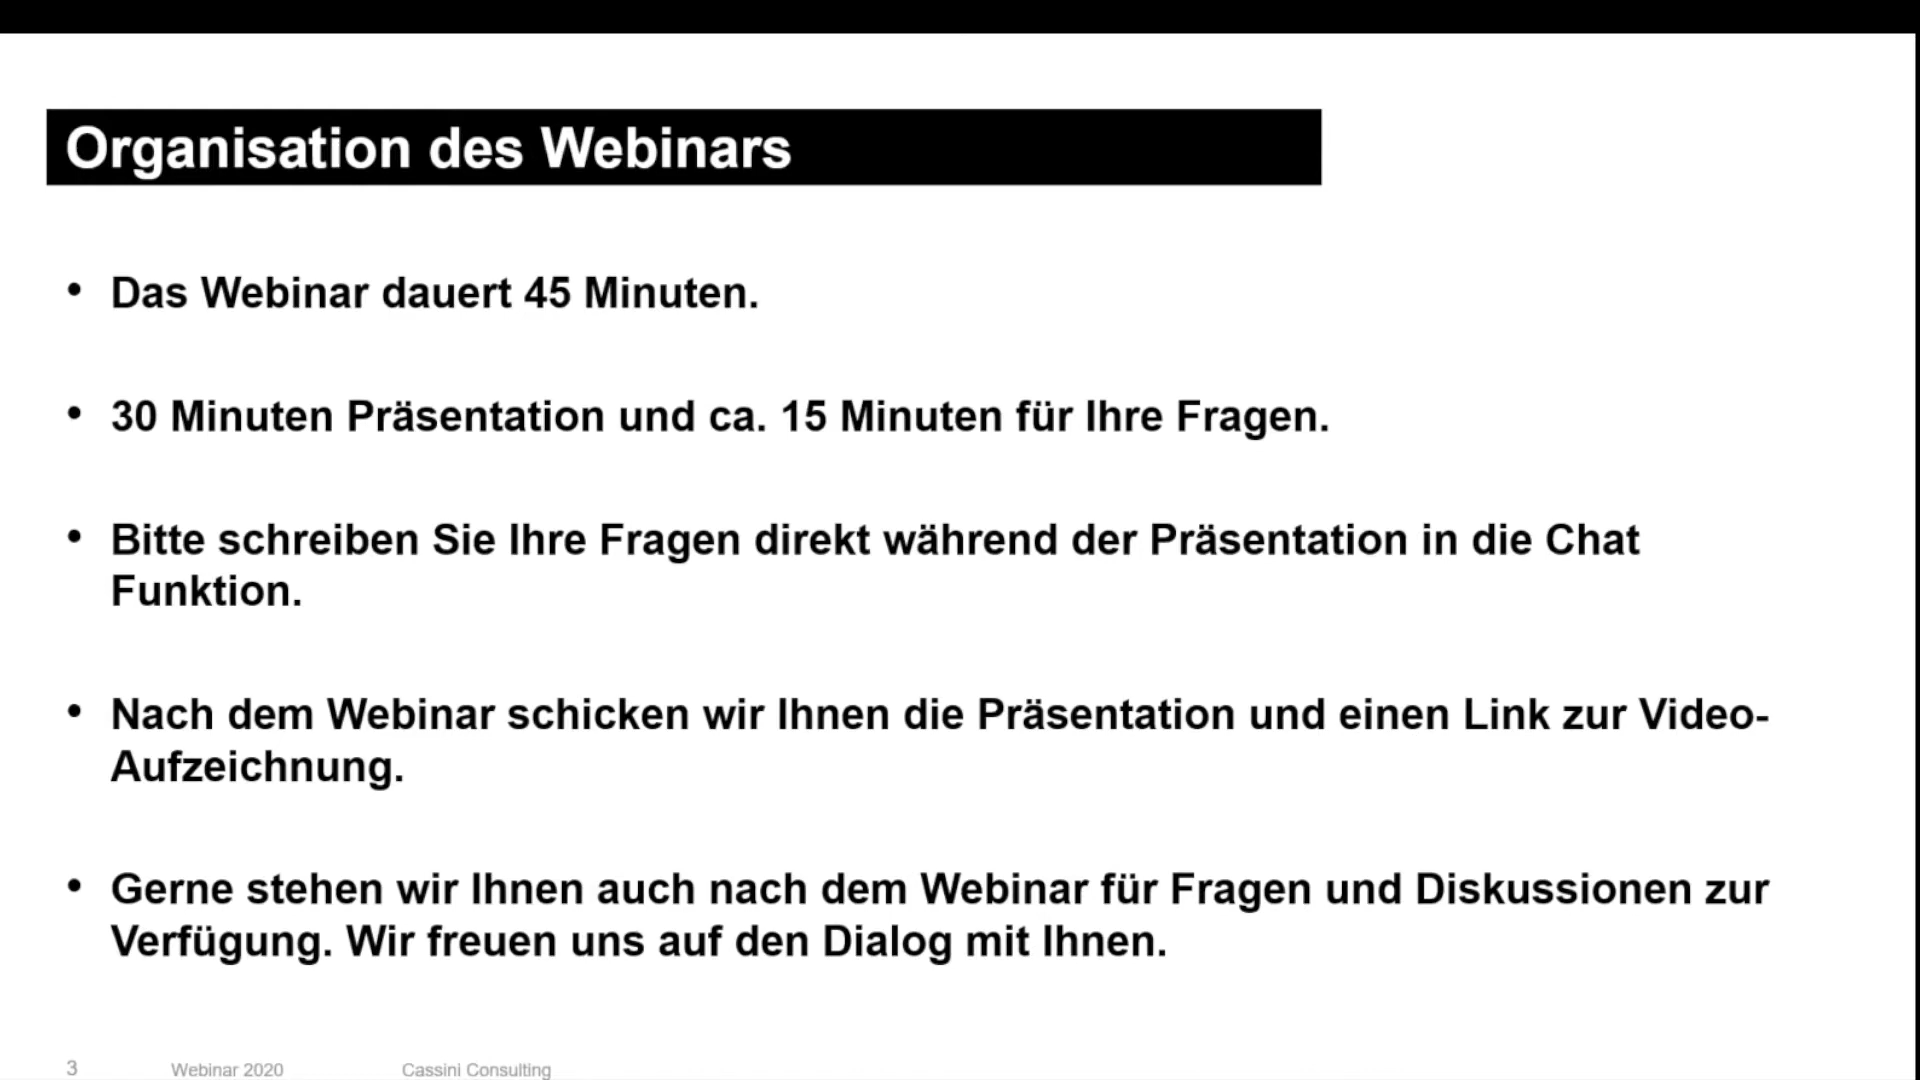 Organisation des Webinars
• Das Webinar dauert 45 Minuten.
• 30 Minuten Präsentation und ca. 15 Minuten für Ihre Fragen.
• Bitte schreiben Sie Ihre Fragen direkt während der Präsentation in die Chat
Funktion.
• Nach dem Webinar schicken wir Ihnen die Präsentation und einen Link zur Video-
Aufzeichnung.
• Gerne stehen wir Ihnen auch nach dem Webinar für Fragen und Diskussionen zur
Verfügung. Wir freuen uns auf den Dialog mit Ihnen.
3 Webinar 2020 Cassini Consulting